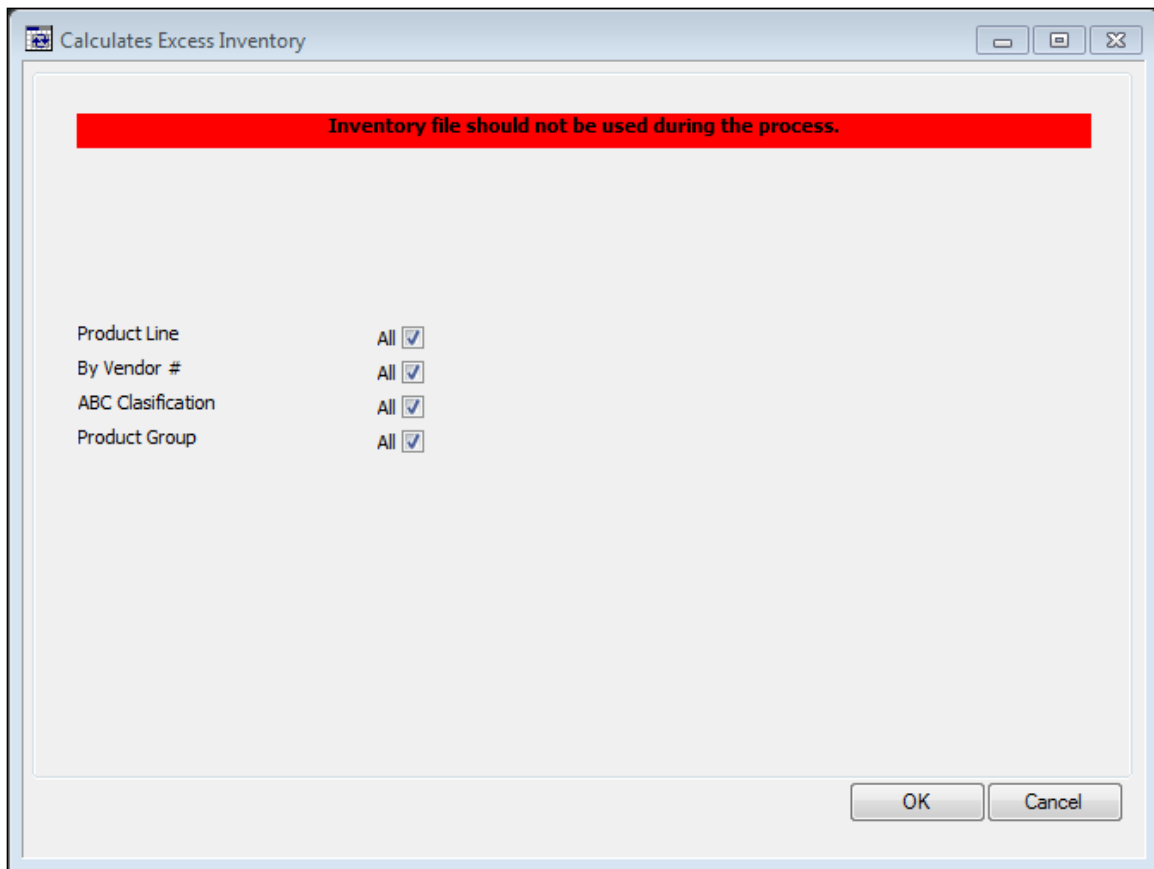 Calculates Excess Inventory
Inventory file should not be used during the process.
Product Line All
By Vendor # All
ABC Clasification All
Product Group All
OK Cancel